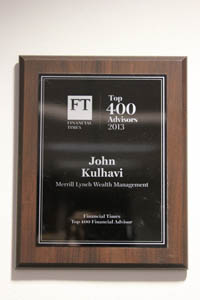 FT
FINANCIAL
TIMES
Top
400
Advisors
2013
John
Kulhavi
Merrill Lynch Wealth Management
Financial Times
Top 400 Financial Advisor